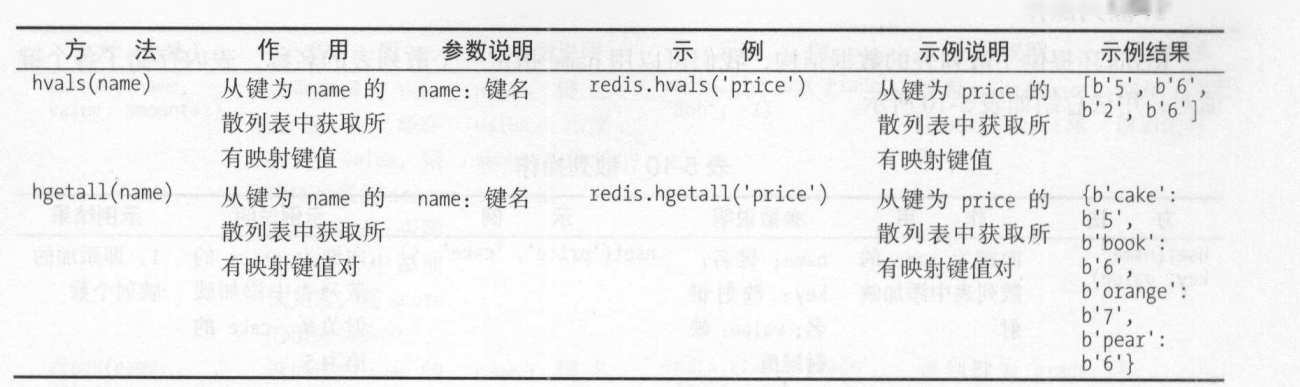 方 法 作 用 参数说明 示 例 示例说明 示例结果
hvals(name) 从键为 name 的 name: 键名 redis.hvals('price') 从键为 price 的 [b'5', b'6',
散列表中获取所 散列表中获取所 b'2', b'6']
有映射键值 有映射键值
hgetall(name) 从键为 name 的 name: 键名 redis.hgetall('price') 从键为 price 的 {b'cake':
散列表中获取所 散列表中获取所 b'5',
有映射键值对 有映射键值对 b'book':
b'6',
b'orange':
b'7',
b'pear':
b'6'}